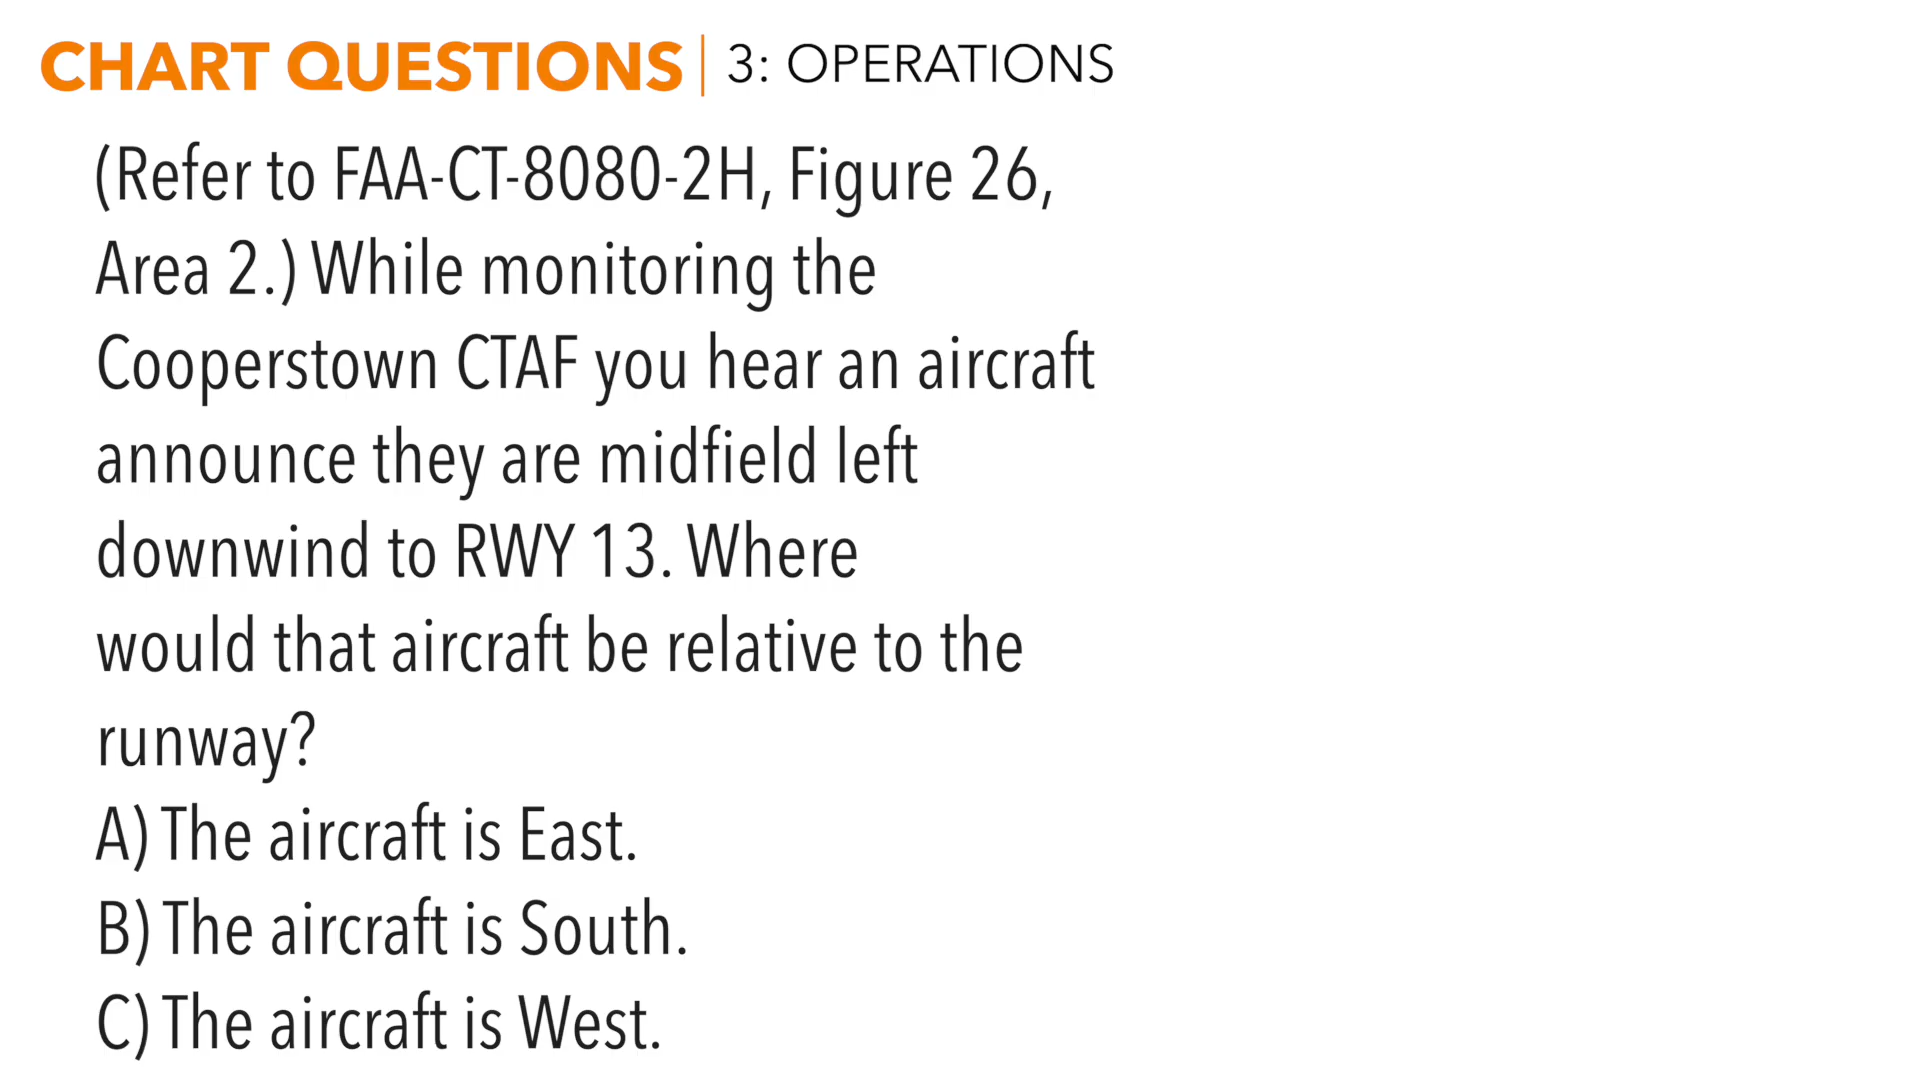 CHART QUESTIONS | 3: OPERATIONS
(Refer to FAA-CT-8080-2H, Figure 26,
Area 2.) While monitoring the
Cooperstown CTAF you hear an aircraft
announce they are midfield left
downwind to RWY 13. Where
would that aircraft be relative to the
runway?
A) The aircraft is East.
B) The aircraft is South.
C) The aircraft is West.